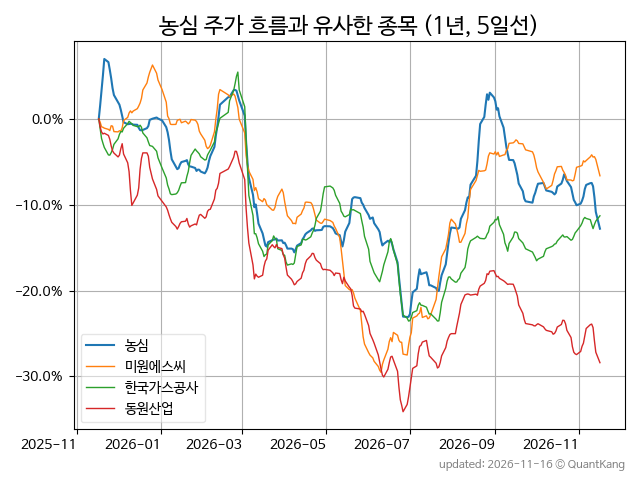 농심 주가 흐름과 유사한 종목 (1년, 5일선)
0.0%
−10.0%
−20.0%
−30.0%
농심
미원에스씨
한국가스공사
동원산업
2025-11 2026-01 2026-03 2026-05 2026-07 2026-09 2026-11
updated: 2026-11-16 © QuantKang